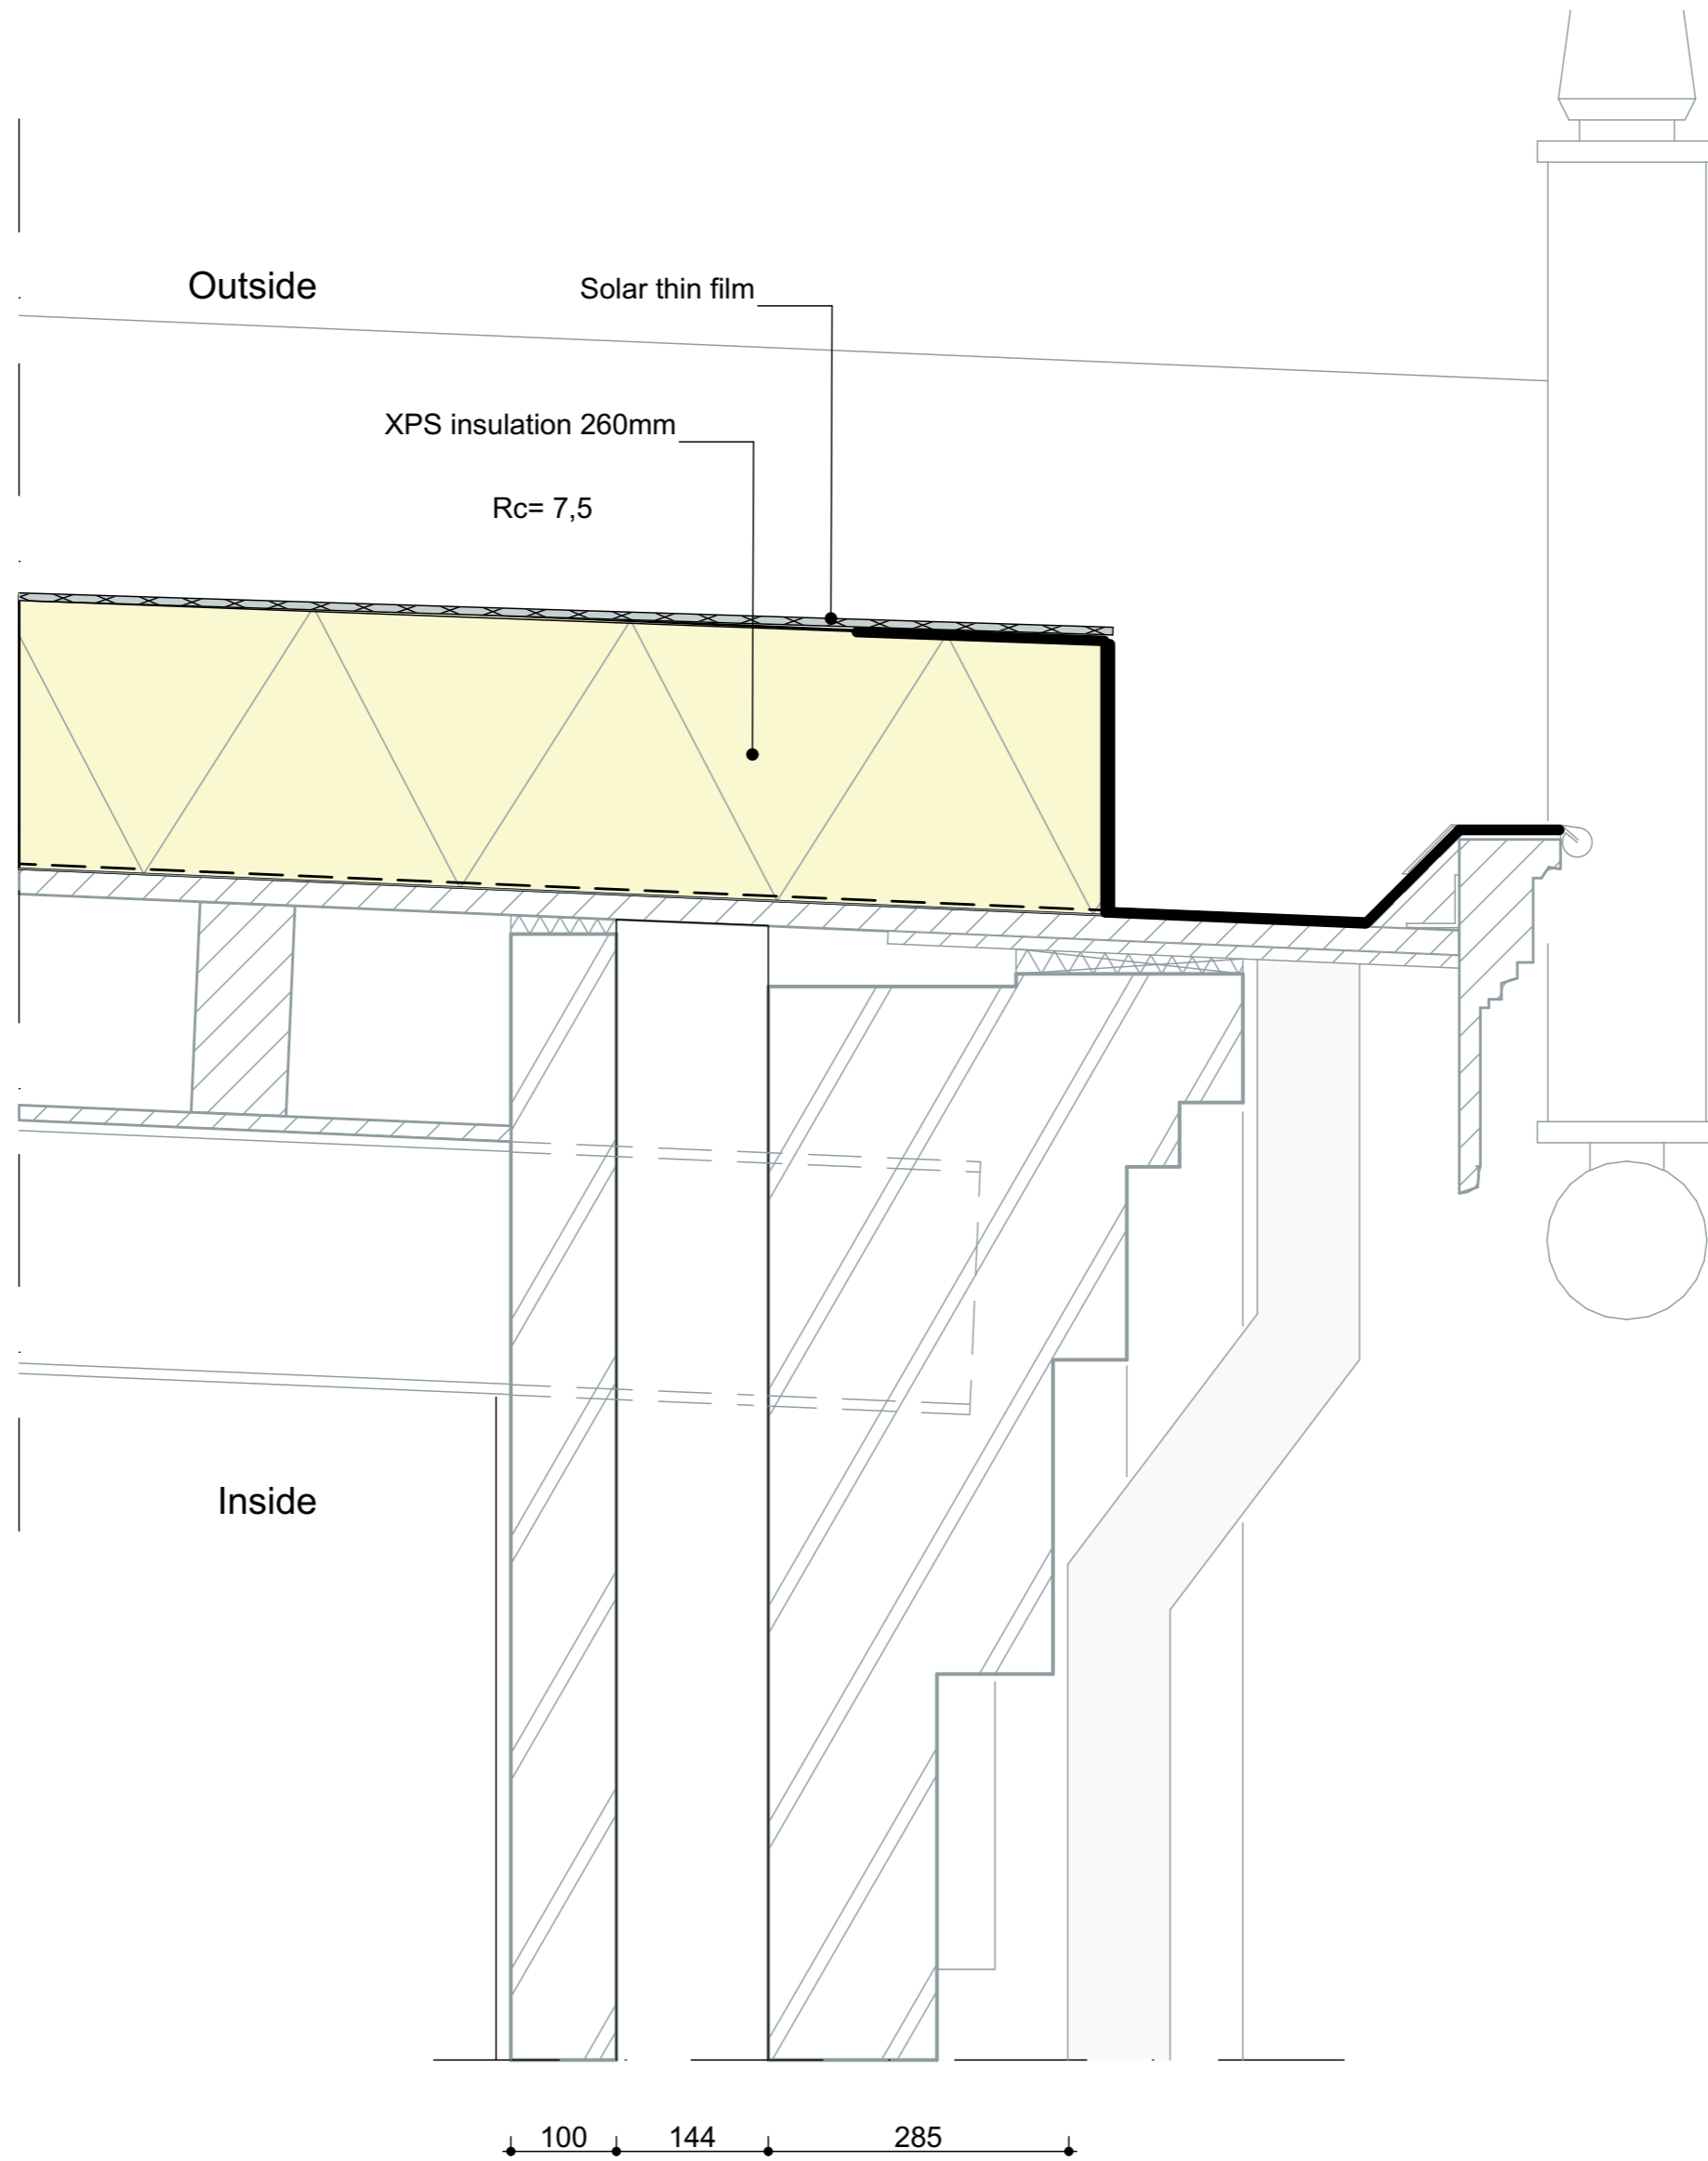 Outside
Solar thin film
XPS insulation 260mm
Rc= 7,5
Inside
100 144 285